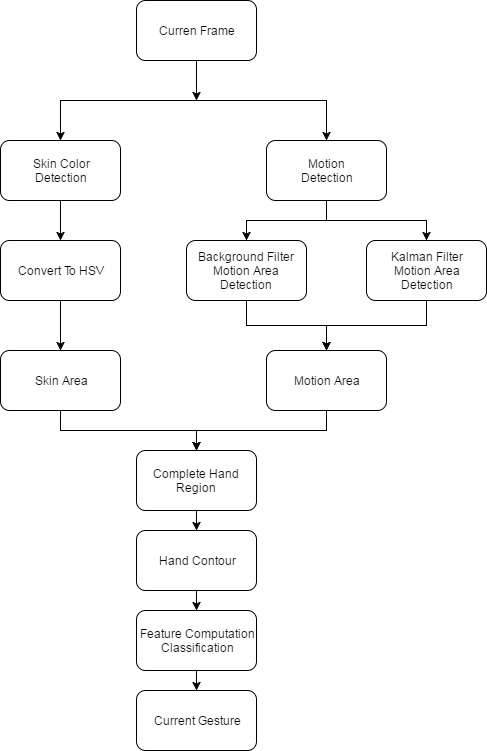 Curren Frame
Skin Color
Detection
Motion
Detection
Convert To HSV
Background Filter
Motion Area
Detection
Kalman Filter
Motion Area
Detection
Skin Area
Motion Area
Complete Hand
Region
Hand Contour
Feature Computation
Classification
Current Gesture